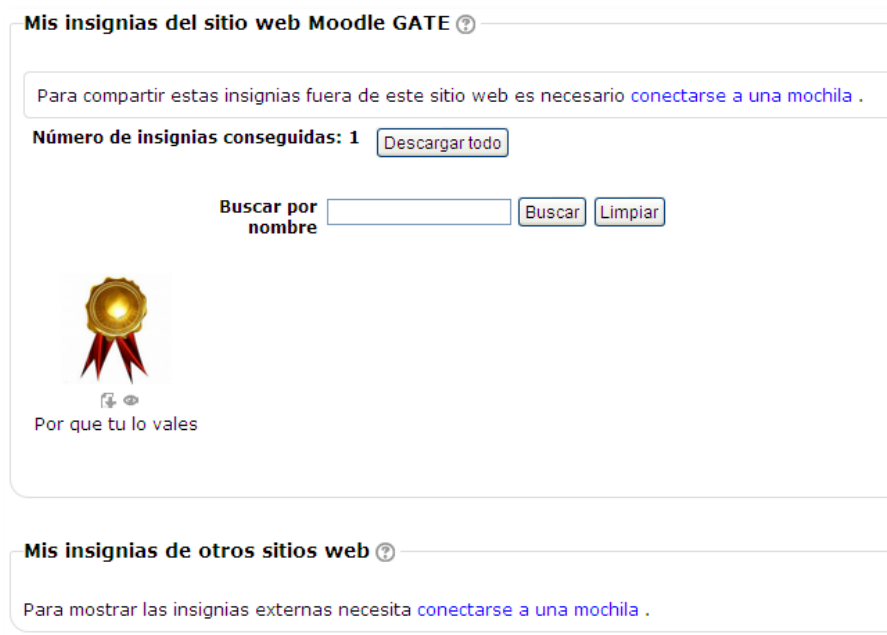 Mis insignias del sitio web Moodle GATE
Para compartir estas insignias fuera de este sitio web es necesario conectarse a una mochila .
Número de insignias conseguidas: 1 Descargar todo
Buscar por
nombre Buscar Limpiar
Por que tu lo vales
Mis insignias de otros sitios web
Para mostrar las insignias externas necesita conectarse a una mochila .